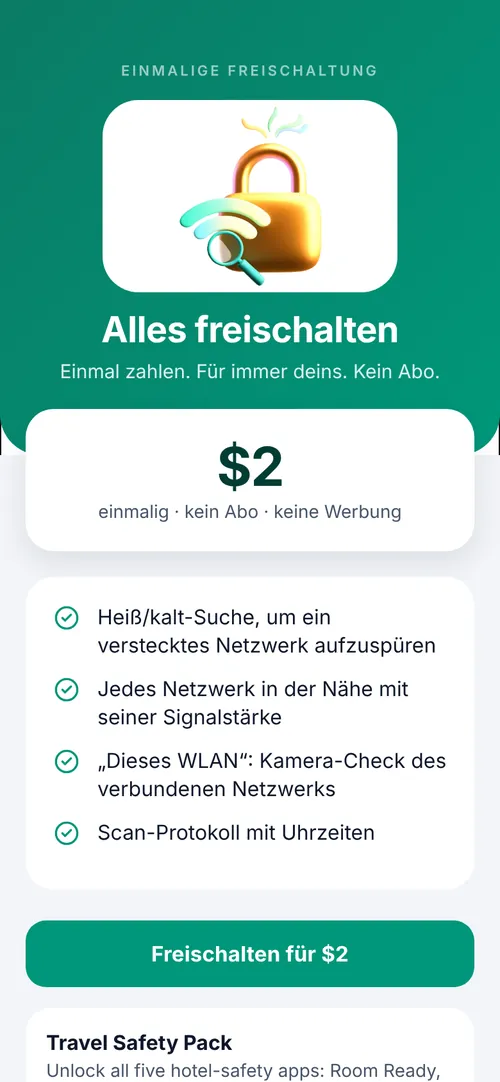 EINMALIGE FREISCHALTUNG
Alles freischalten
Einmal zahlen. Für immer deins. Kein Abo.
$2
einmalig · kein Abo · keine Werbung
Heiß/kalt-Suche, um ein
verstecktes Netzwerk aufzuspüren
Jedes Netzwerk in der Nähe mit
seiner Signalstärke
„Dieses WLAN“: Kamera-Check des
verbundenen Netzwerks
Scan-Protokoll mit Uhrzeiten
Freischalten für $2
Travel Safety Pack
Unlock all five hotel-safety apps: Room Ready,